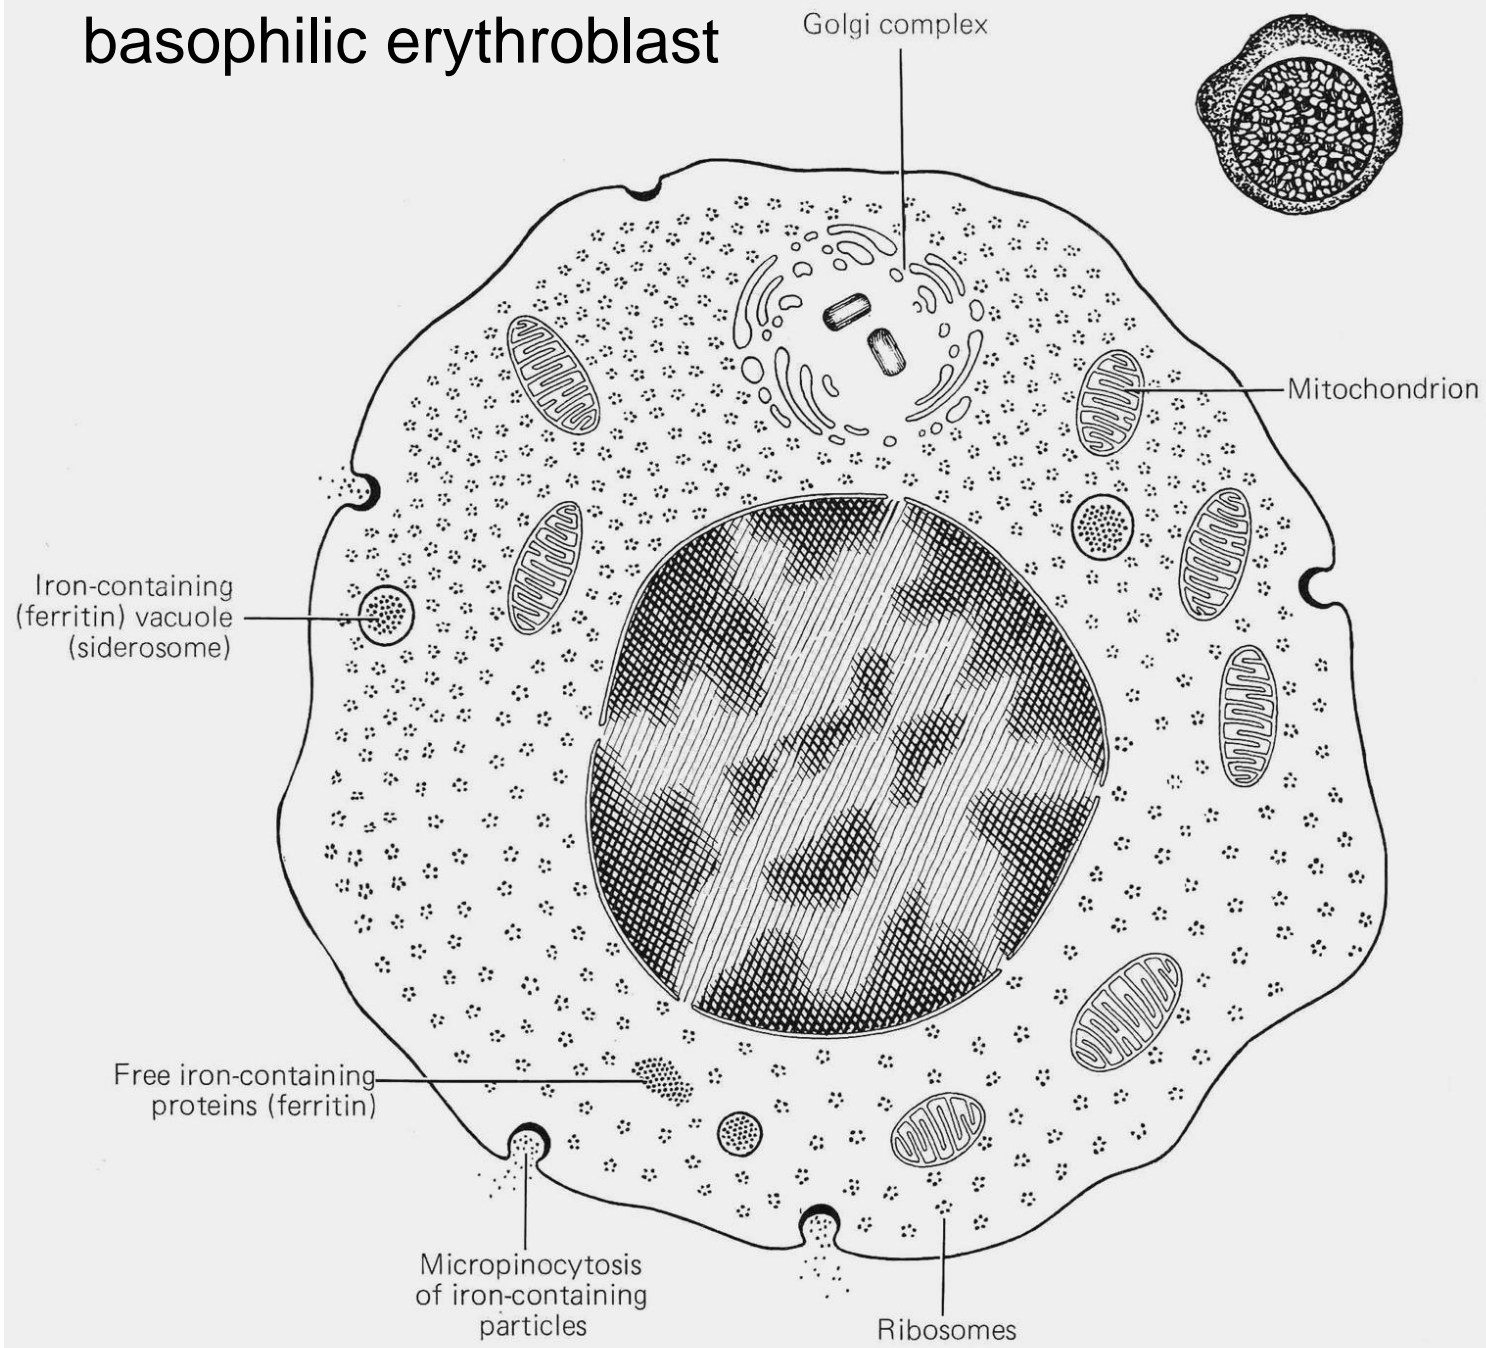 basophilic erythroblast
Golgi complex
Mitochondrion
Iron-containing
(ferritin) vacuole
(siderosome)
Free iron-containing
proteins (ferritin)
Micropinocytosis
of iron-containing
particles
Ribosomes